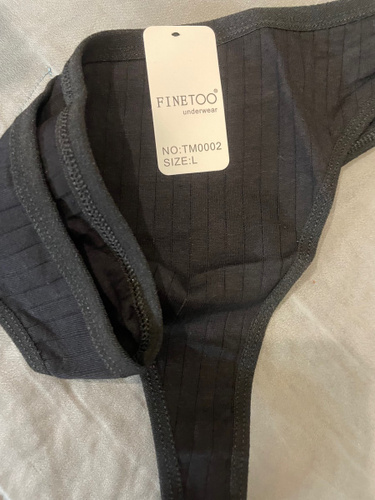 FINETOO®
underwear
NO:TM0002
SIZE:L